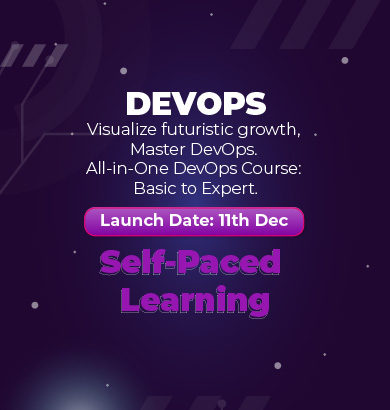 DEVOPS
Visualize futuristic growth,
Master DevOps.
All-in-One DevOps Course:
Basic to Expert.
Launch Date: 11th Dec
Self-Paced
Learning